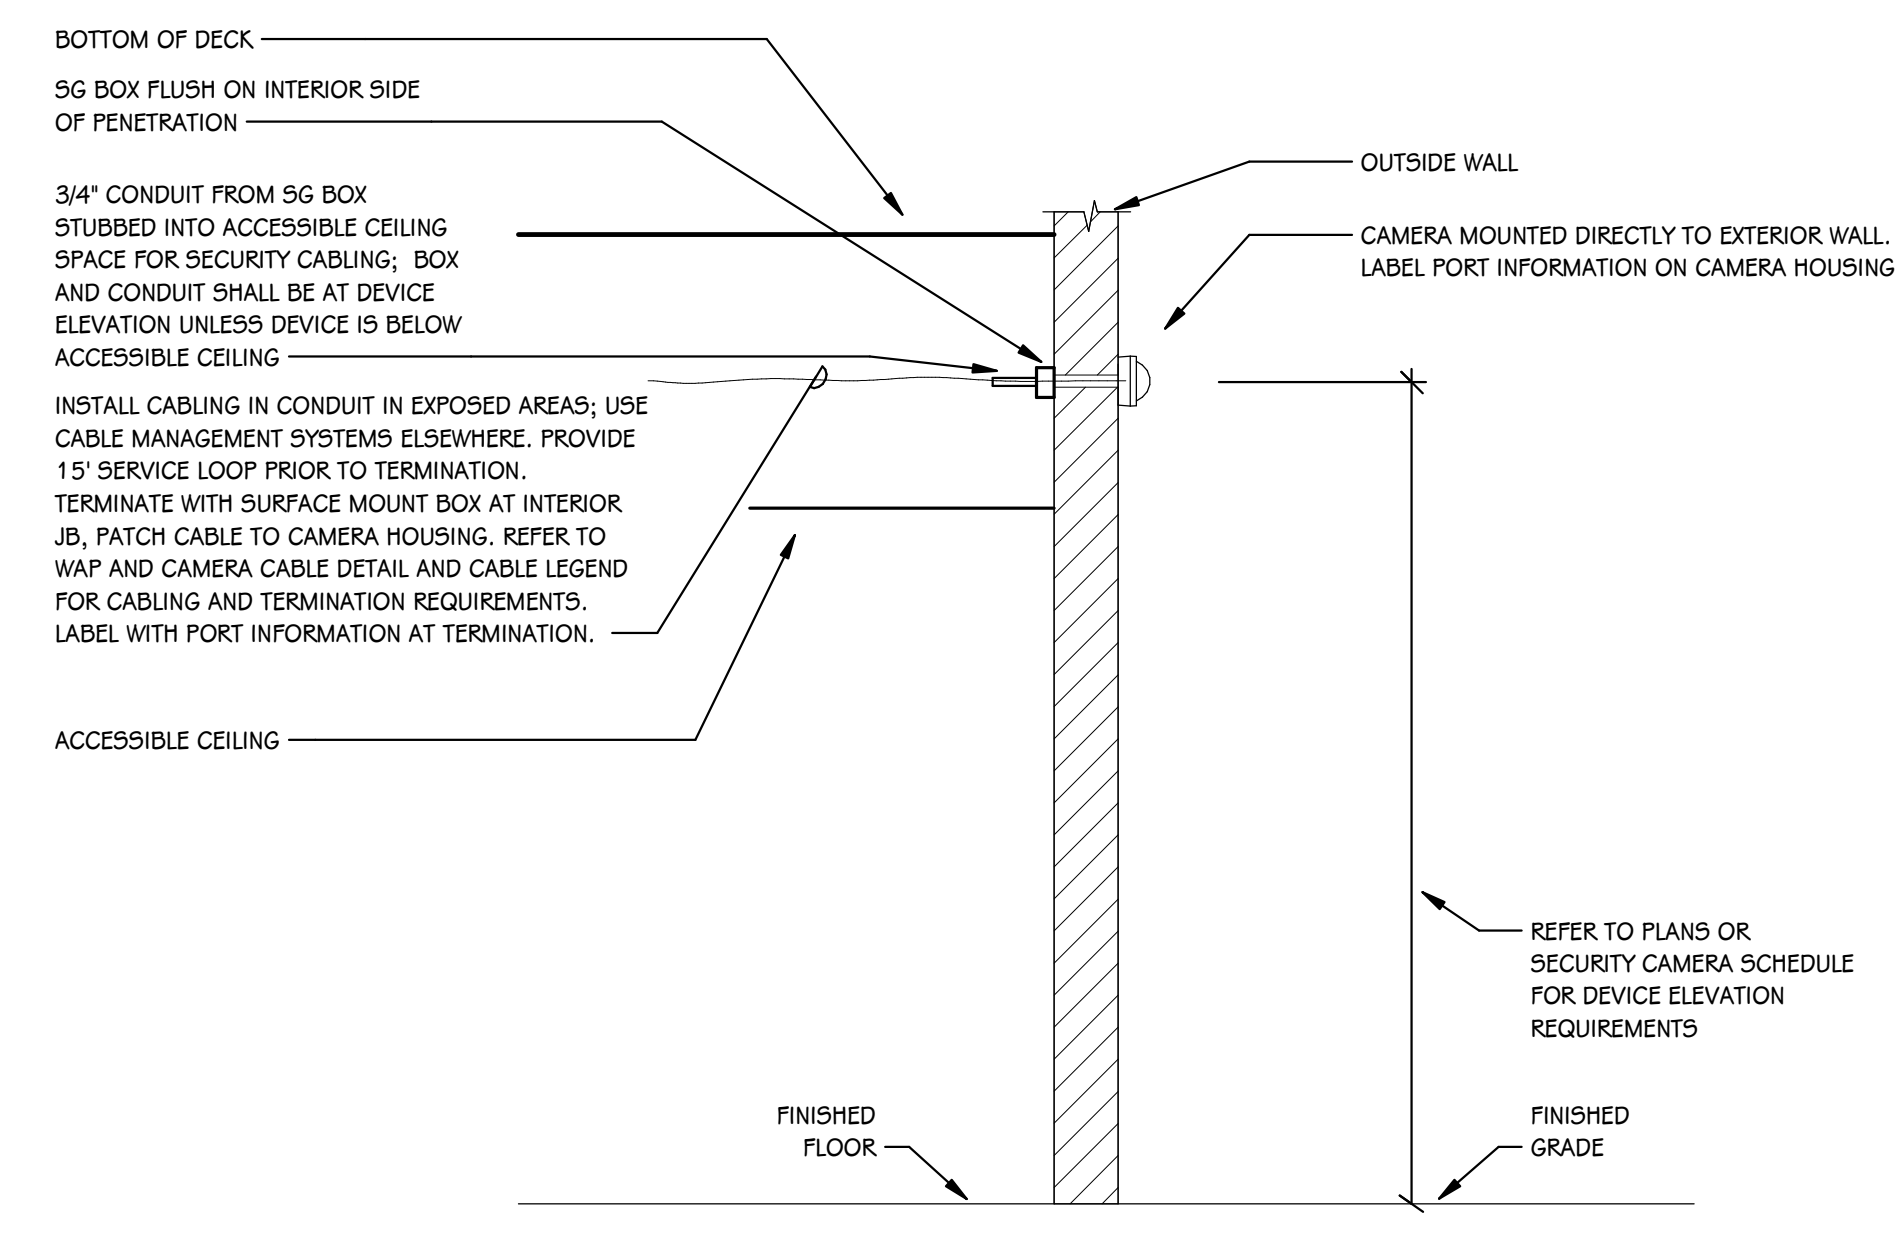 BOTTOM OF DECK
SG BOX FLUSH ON INTERIOR SIDE
OF PENETRATION
3/4" CONDUIT FROM SG BOX
STUBBED INTO ACCESSIBLE CEILING
SPACE FOR SECURITY CABLING; BOX
AND CONDUIT SHALL BE AT DEVICE
ELEVATION UNLESS DEVICE IS BELOW
ACCESSIBLE CEILING
INSTALL CABLING IN CONDUIT IN EXPOSED AREAS; USE
CABLE MANAGEMENT SYSTEMS ELSEWHERE. PROVIDE
15' SERVICE LOOP PRIOR TO TERMINATION.
TERMINATE WITH SURFACE MOUNT BOX AT INTERIOR
JB, PATCH CABLE TO CAMERA HOUSING. REFER TO
WAP AND CAMERA CABLE DETAIL AND CABLE LEGEND
FOR CABLING AND TERMINATION REQUIREMENTS.
LABEL WITH PORT INFORMATION AT TERMINATION.
ACCESSIBLE CEILING
OUTSIDE WALL
CAMERA MOUNTED DIRECTLY TO EXTERIOR WALL.
LABEL PORT INFORMATION ON CAMERA HOUSING
REFER TO PLANS OR
SECURITY CAMERA SCHEDULE
FOR DEVICE ELEVATION
REQUIREMENTS
FINISHED
FLOOR
FINISHED
GRADE